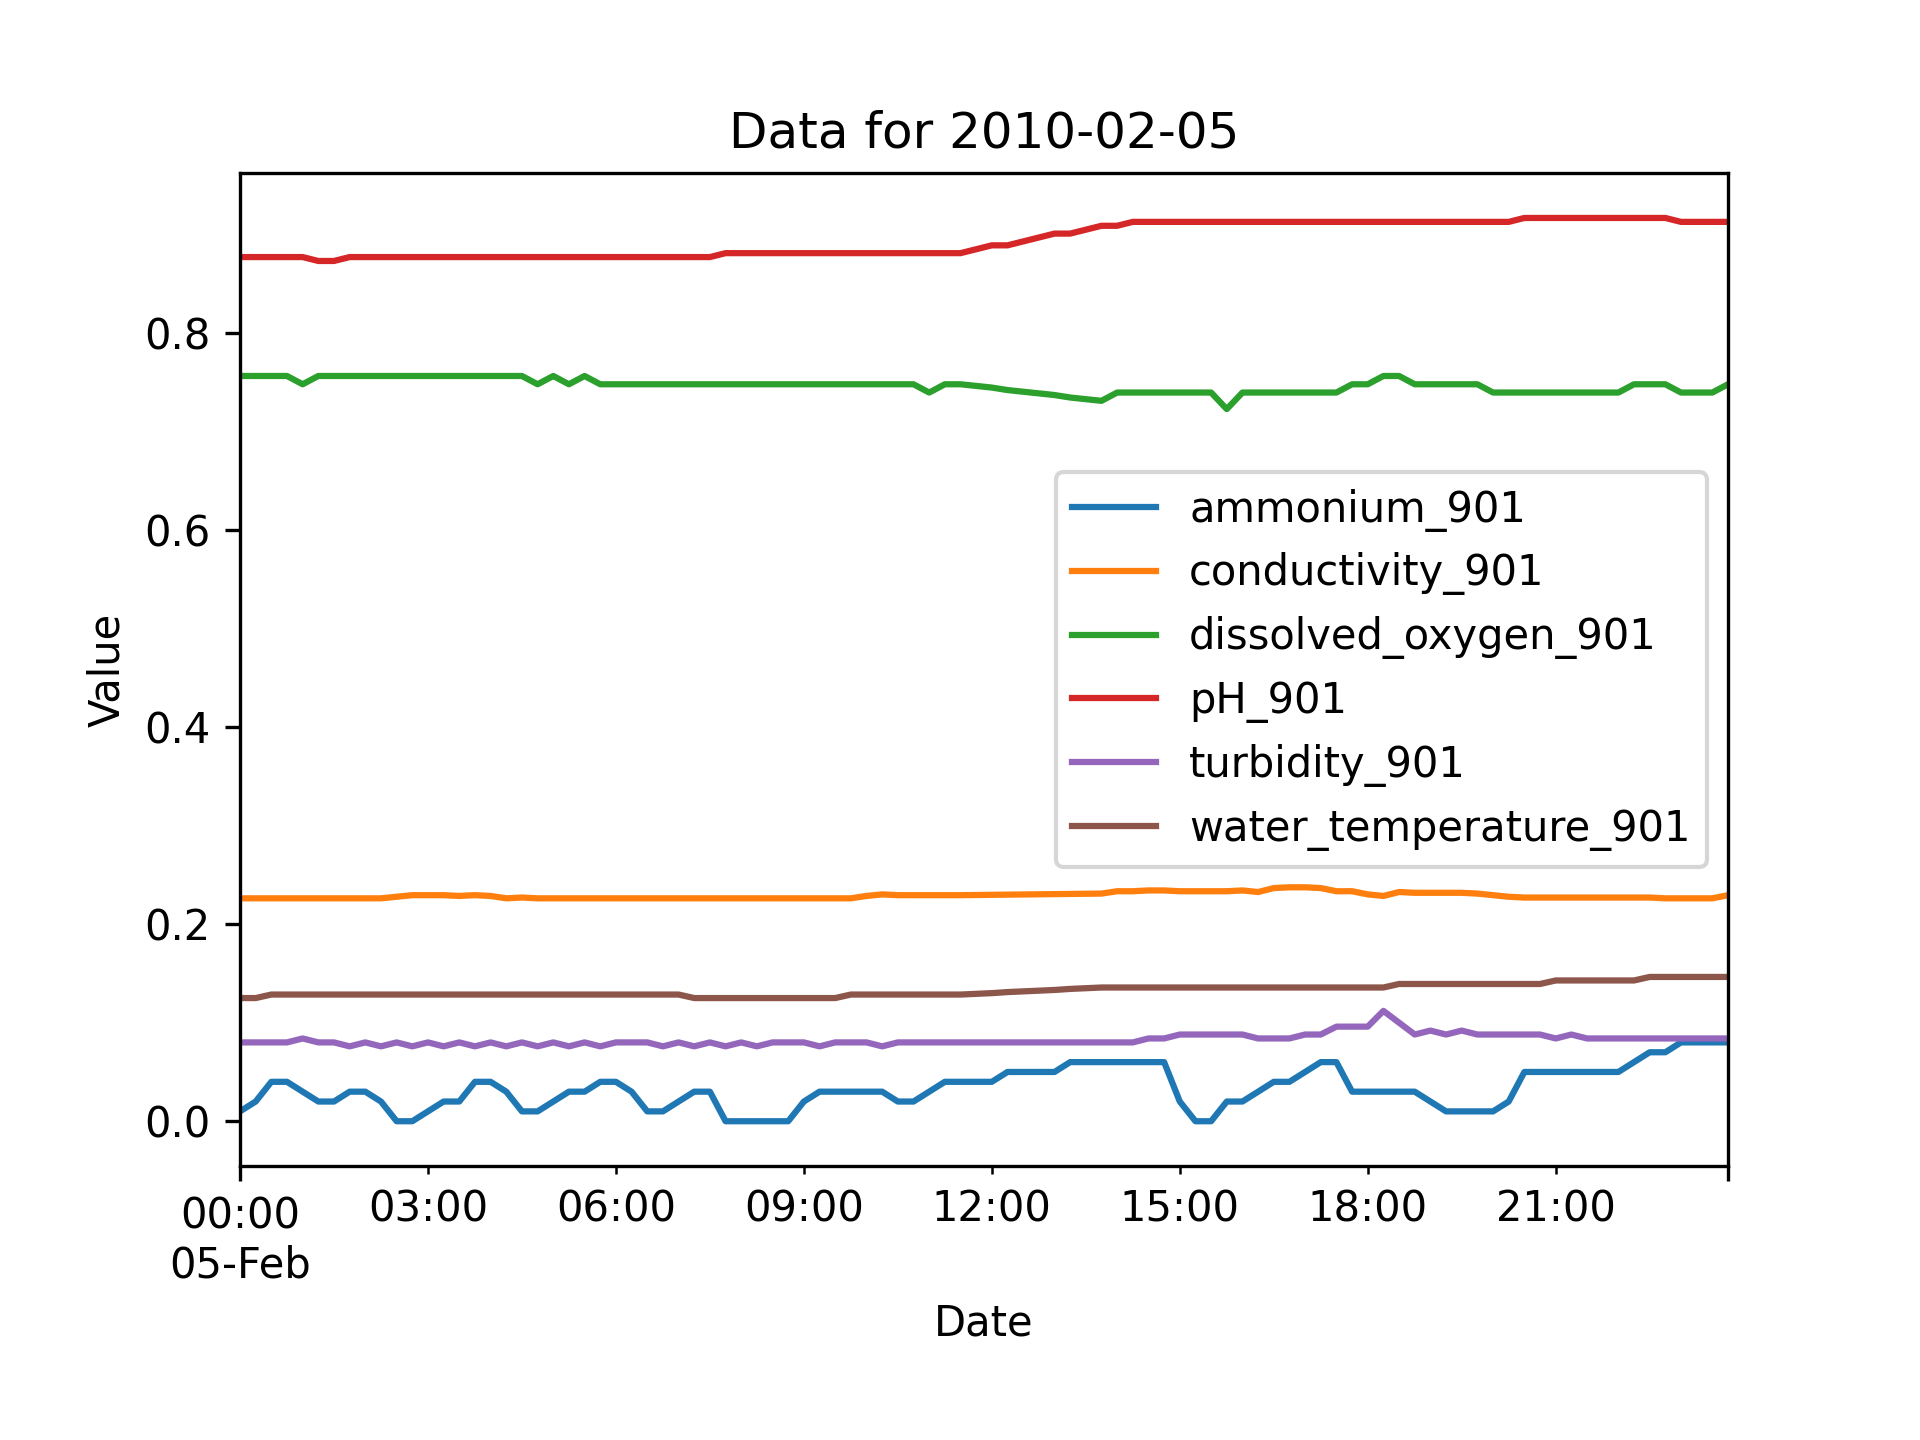 Data for 2010-02-05
Value
0.8
0.6
0.4
0.2
0.0
ammonium_901
conductivity_901
dissolved_oxygen_901
pH_901
turbidity_901
water_temperature_901
00:00 03:00 06:00 09:00 12:00 15:00 18:00 21:00
05-Feb
Date